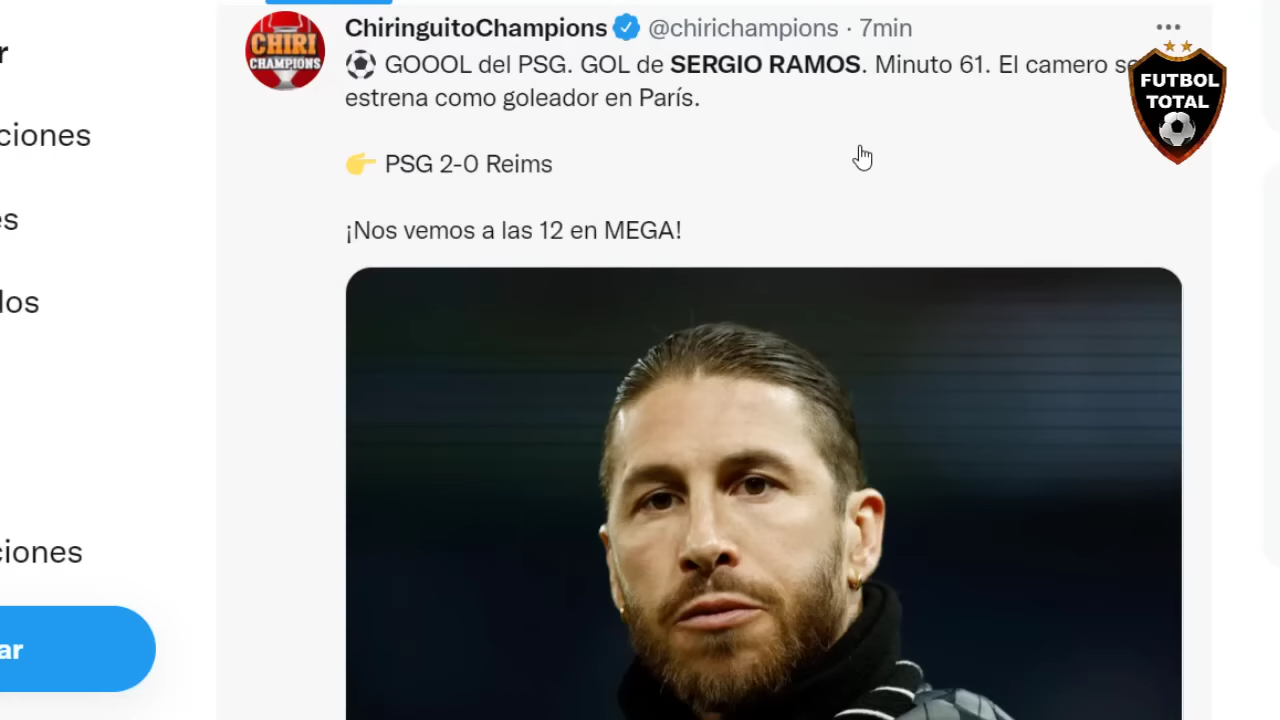 r
ciones
es
los
ciones
ar
CHIRI
CHAMPIONS
ChiringuitoChampions @chirichampions · 7min
⚽ GOOOL del PSG. GOL de SERGIO RAMOS. Minuto 61. El camero se
estrena como goleador en París.
👉 PSG 2-0 Reims
¡Nos vemos a las 12 en MEGA!
FUTBOL
TOTAL